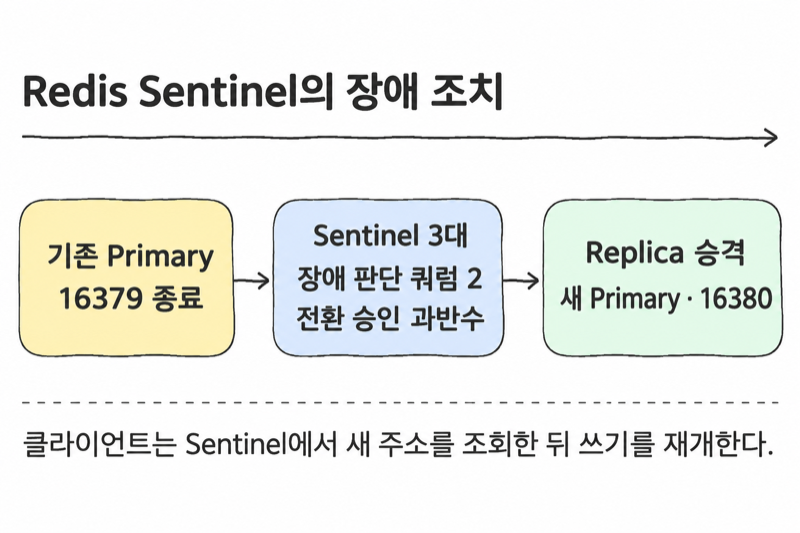 Redis Sentinel의 장애 조치
기존 Primary
16379 종료
Sentinel 3대
장애 판단 쿼럼 2
전환 승인 과반수
Replica 승격
새 Primary · 16380
클라이언트는 Sentinel에서 새 주소를 조회한 뒤 쓰기를 재개한다.